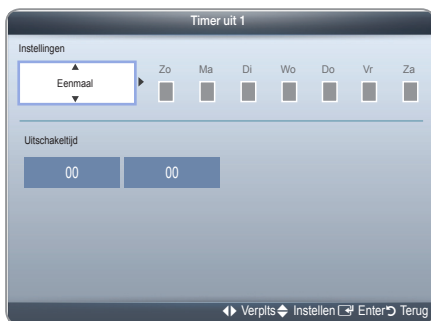 Timer uit 1
Instellingen
Eenmaal
Zo Ma Di Wo Do Vr Za
Uitschakeltijd
00 00
Verplts Instellen Enter Terug